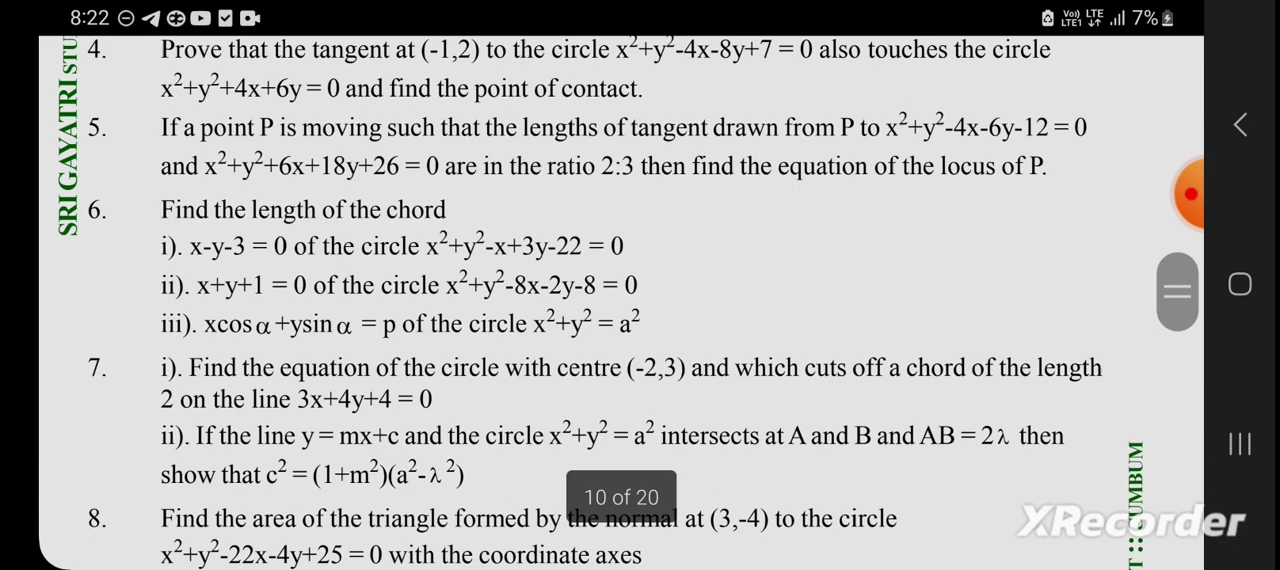 8:22
Vo)) LTE
LTE1
7%
SRI GAYATRI STU
4. Prove that the tangent at (-1,2) to the circle x²+y²-4x-8y+7 = 0 also touches the circle
x²+y²+4x+6y = 0 and find the point of contact.
5. If a point P is moving such that the lengths of tangent drawn from P to x²+y²-4x-6y-12 = 0
and x²+y²+6x+18y+26 = 0 are in the ratio 2:3 then find the equation of the locus of P.
6. Find the length of the chord
i). x-y-3 = 0 of the circle x²+y²-x+3y-22 = 0
ii). x+y+1 = 0 of the circle x²+y²-8x-2y-8 = 0
iii). xcosα+ysinα = p of the circle x²+y² = a²
7. i). Find the equation of the circle with centre (-2,3) and which cuts off a chord of the length
2 on the line 3x+4y+4 = 0
ii). If the line y = mx+c and the circle x²+y² = a² intersects at A and B and AB = 2λ then
show that c² = (1+m²)(a²-λ²)
10 of 20
8. Find the area of the triangle formed by the normal at (3,-4) to the circle
x²+y²-22x-4y+25 = 0 with the coordinate axes
T :: CUMBUM
XRecorder